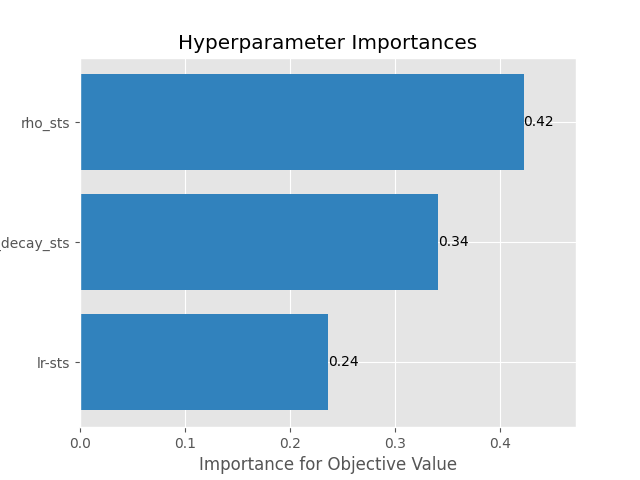 Hyperparameter Importances
rho_sts
0.42
_decay_sts
0.34
lr-sts
0.24
0.0 0.1 0.2 0.3 0.4
Importance for Objective Value